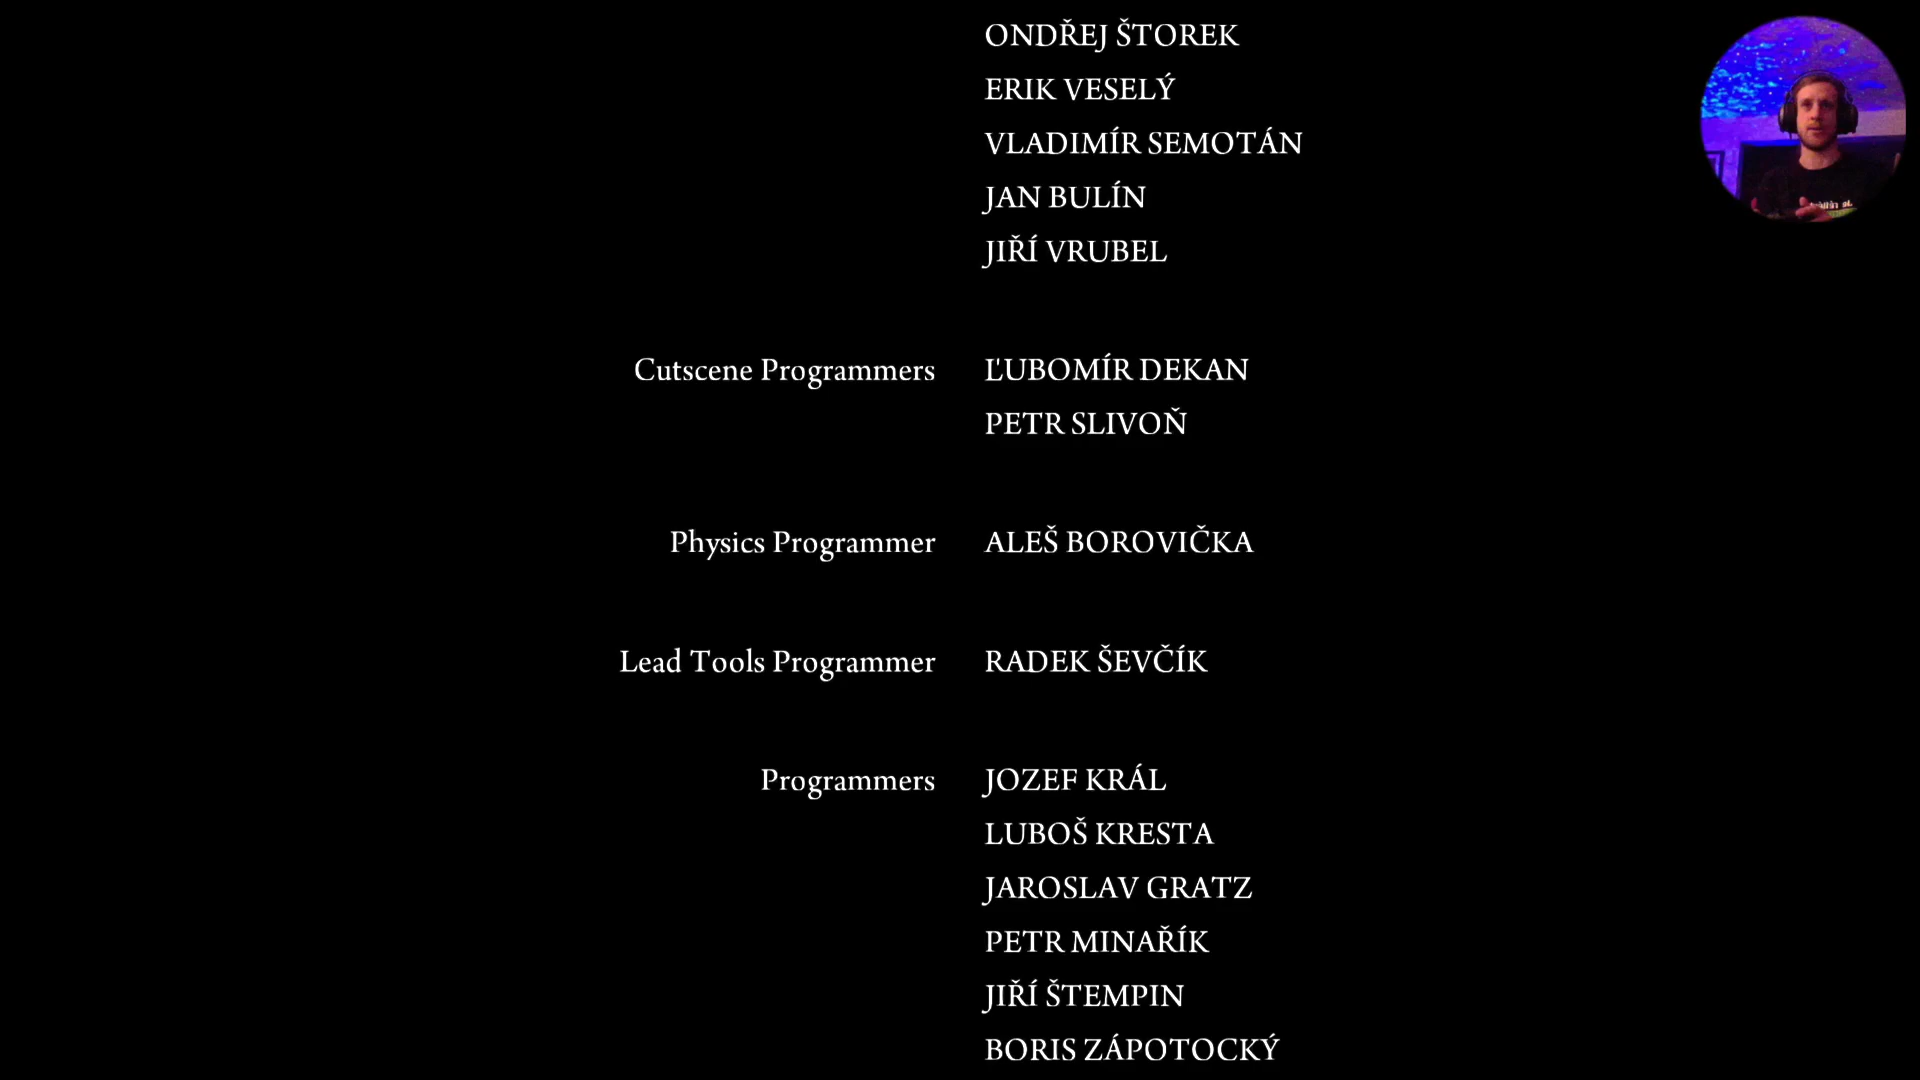 ONDŘEJ ŠTOREK
ERIK VESELÝ
VLADIMÍR SEMOTÁN
JAN BULÍN
JIŘÍ VRUBEL
Cutscene Programmers ĽUBOMÍR DEKAN
PETR SLIVOŇ
Physics Programmer ALEŠ BOROVIČKA
Lead Tools Programmer RADEK ŠEVČÍK
Programmers JOZEF KRÁL
LUBOŠ KRESTA
JAROSLAV GRATZ
PETR MINAŘÍK
JIŘÍ ŠTEMPIN
BORIS ZÁPOTOCKÝ